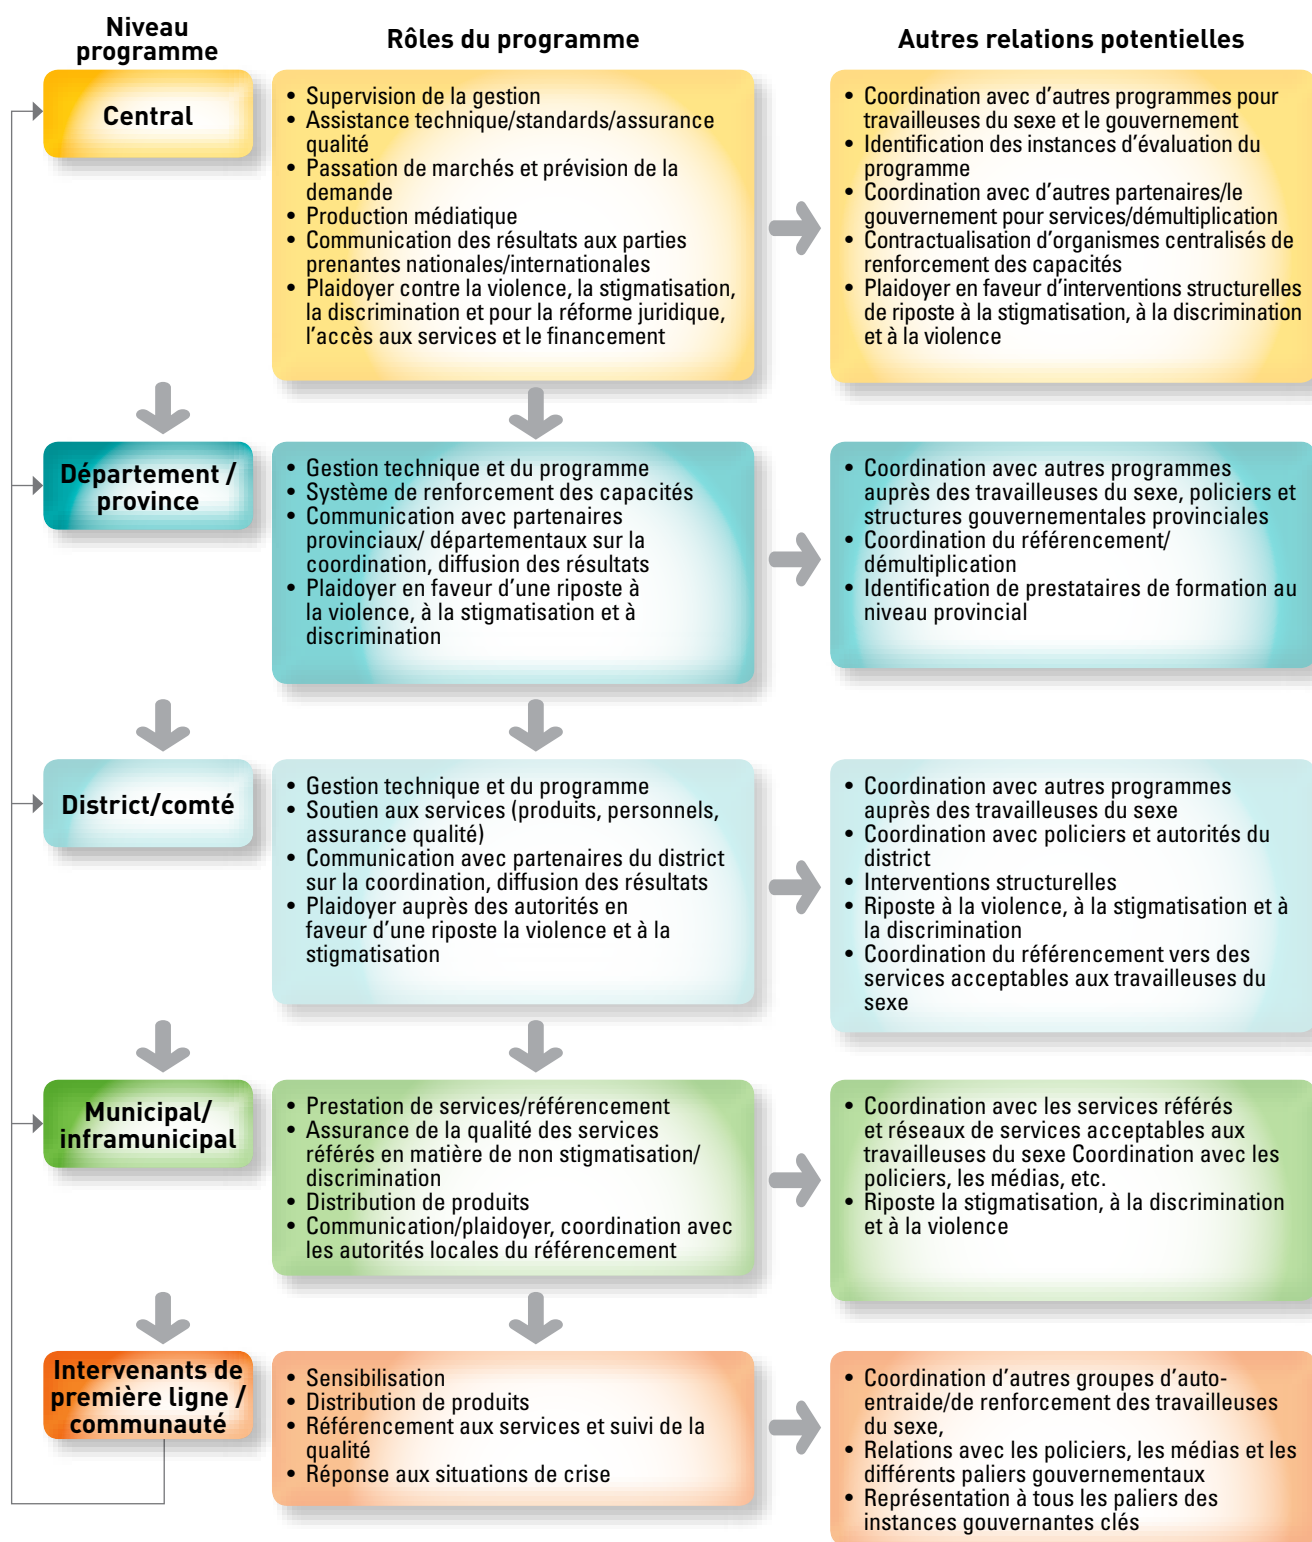 Niveau
programme
Rôles du programme
Autres relations potentielles
Central
• Supervision de la gestion
• Assistance technique/standards/assurance
qualité
• Passation de marchés et prévision de la
demande
• Production médiatique
• Communication des résultats aux parties
prenantes nationales/internationales
• Plaidoyer contre la violence, la stigmatisation,
la discrimination et pour la réforme juridique,
l’accès aux services et le financement
• Coordination avec d’autres programmes pour
travailleuses du sexe et le gouvernement
• Identification des instances d’évaluation du
programme
• Coordination avec d’autres partenaires/le
gouvernement pour services/démultiplication
• Contractualisation d’organismes centralisés de
renforcement des capacités
• Plaidoyer en faveur d’interventions structurelles
de riposte à la stigmatisation, à la discrimination
et à la violence
Département /
province
• Gestion technique et du programme
• Système de renforcement des capacités
• Communication avec partenaires
provinciaux/ départementaux sur la
coordination, diffusion des résultats
• Plaidoyer en faveur d’une riposte à
la violence, à la stigmatisation et à
discrimination
• Coordination avec autres programmes
auprès des travailleuses du sexe, policiers et
structures gouvernementales provinciales
• Coordination du référencement/
démultiplication
• Identification de prestataires de formation au
niveau provincial
District/comté
• Gestion technique et du programme
• Soutien aux services (produits, personnels,
assurance qualité)
• Communication avec partenaires du district
sur la coordination, diffusion des résultats
• Plaidoyer auprès des autorités en
faveur d’une riposte la violence et à la
stigmatisation
• Coordination avec autres programmes
auprès des travailleuses du sexe
• Coordination avec policiers et autorités du
district
• Interventions structurelles
• Riposte à la violence, à la stigmatisation et à
la discrimination
• Coordination du référencement vers des
services acceptables aux travailleuses du
sexe
Municipal/
inframunicipal
• Prestation de services/référencement
• Assurance de la qualité des services
référés en matière de non stigmatisation/
discrimination
• Distribution de produits
• Communication/plaidoyer, coordination avec
les autorités locales du référencement
• Coordination avec les services référés
et réseaux de services acceptables aux
travailleuses du sexe Coordination avec les
policiers, les médias, etc.
• Riposte la stigmatisation, à la discrimination
et à la violence
Intervenants de
première ligne /
communauté
• Sensibilisation
• Distribution de produits
• Référencement aux services et suivi de la
qualité
• Réponse aux situations de crise
• Coordination d’autres groupes d’auto-
entraide/de renforcement des travailleuses
du sexe,
• Relations avec les policiers, les médias et les
différents paliers gouvernementaux
• Représentation à tous les paliers des
instances gouvernantes clés